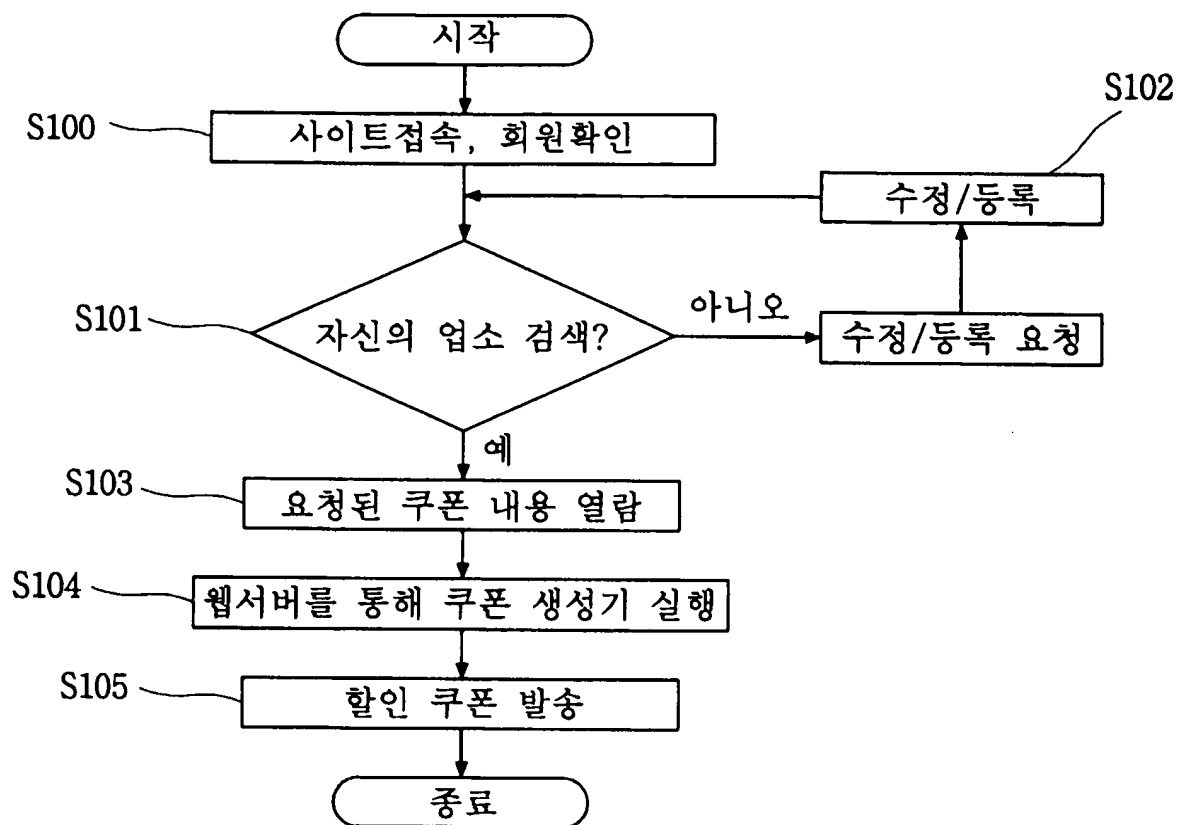 시작
S100
사이트접속, 회원확인
S102
수정/등록
S101
자신의 업소 검색?
아니오
수정/등록 요청
예
S103
요청된 쿠폰 내용 열람
S104
웹서버를 통해 쿠폰 생성기 실행
S105
할인 쿠폰 발송
종료